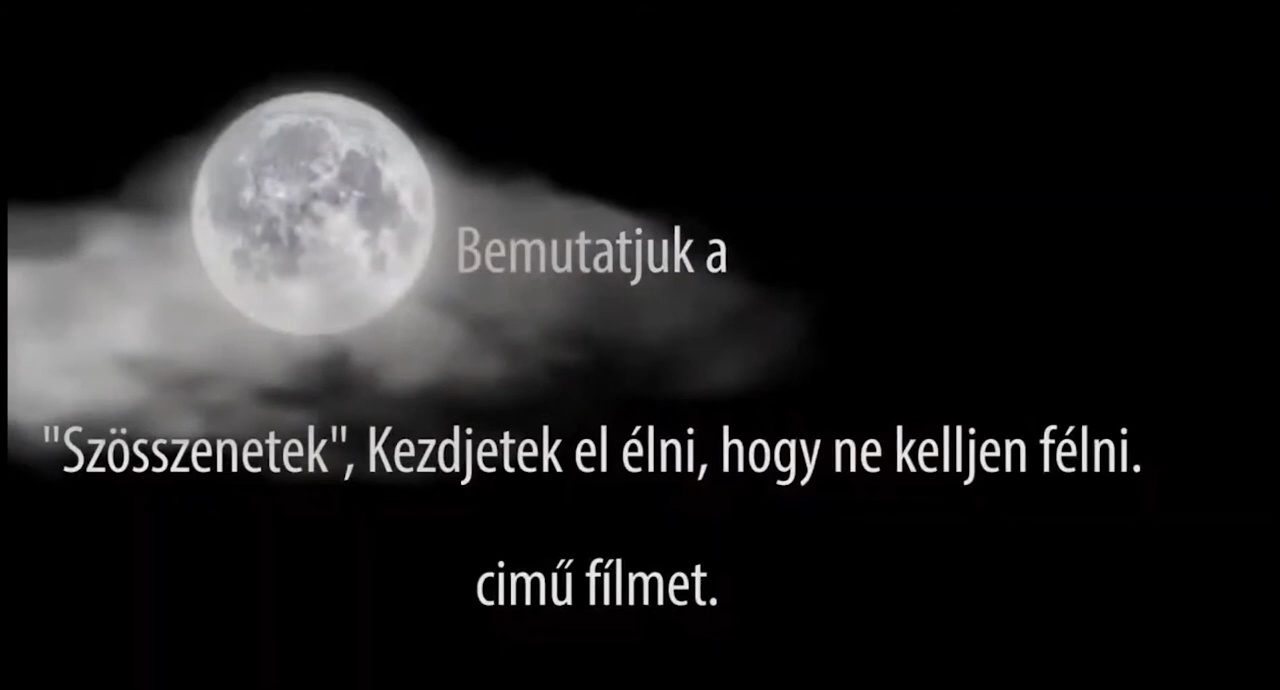 Bemutatjuk a
"Szösszenetek", Kezdjetek el élni, hogy ne kelljen félni.
cimű fílmet.